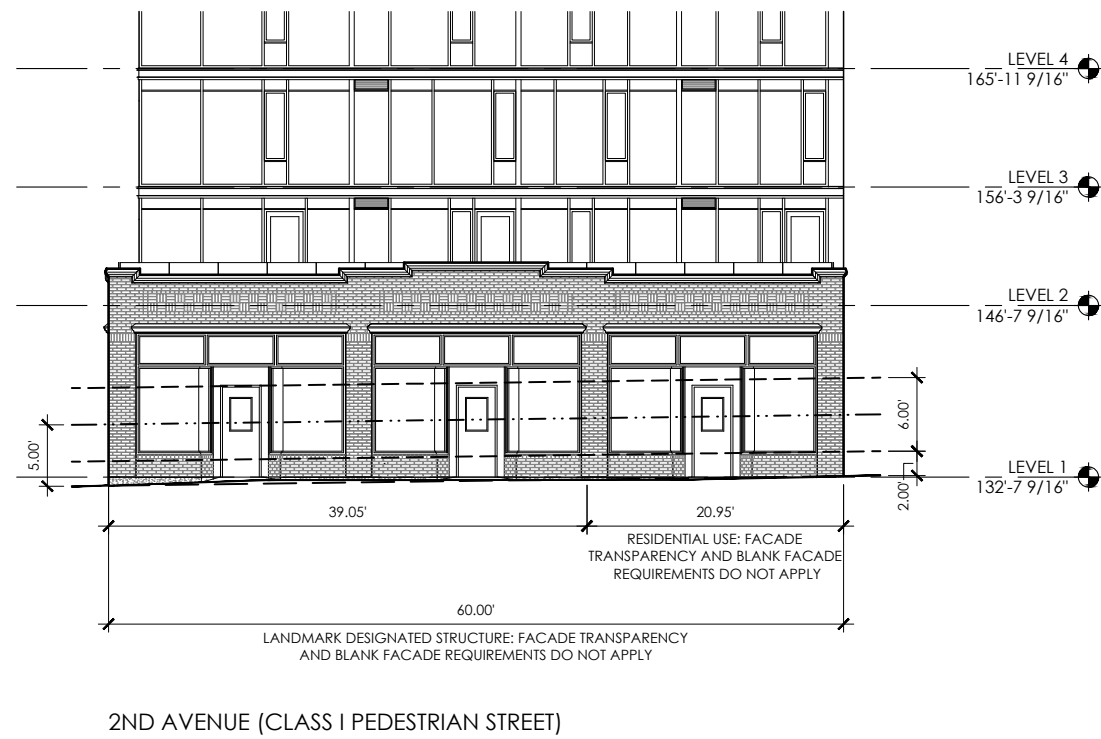 LEVEL 4
165'-11 9/16"
LEVEL 3
156'-3 9/16"
LEVEL 2
146'-7 9/16"
6.00'
5.00'
LEVEL 1
132'-7 9/16"
2.00'
39.05'
20.95'
RESIDENTIAL USE: FACADE
TRANSPARENCY AND BLANK FACADE
REQUIREMENTS DO NOT APPLY
60.00'
LANDMARK DESIGNATED STRUCTURE: FACADE TRANSPARENCY
AND BLANK FACADE REQUIREMENTS DO NOT APPLY
2ND AVENUE (CLASS I PEDESTRIAN STREET)